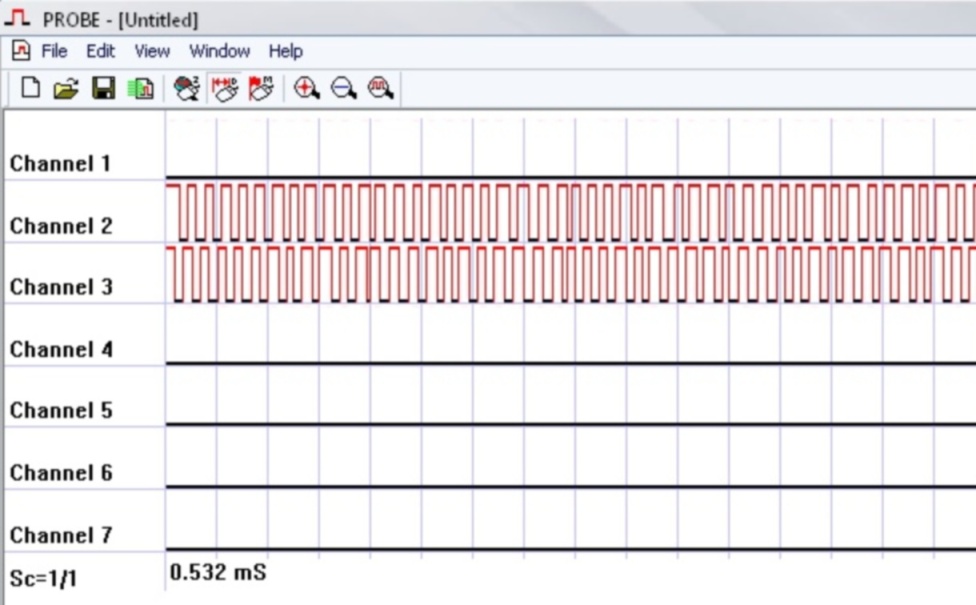 PROBE - [Untitled]
File Edit View Window Help
Channel 1
Channel 2
Channel 3
Channel 4
Channel 5
Channel 6
Channel 7
Sc=1/1
0.532 mS